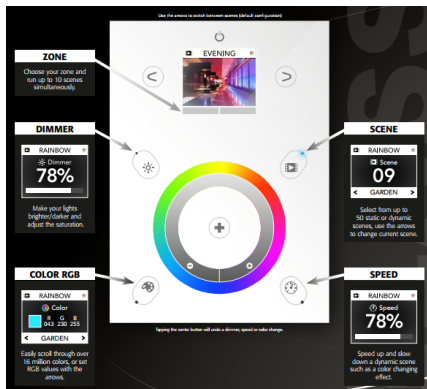 Use the arrows to switch between scenes (default configuration)
ZONE
Choose your zone and
run up to 10 scenes
simultaneously.
EVENING
DIMMER
RAINBOW
Dimmer
78%
Make your lights
brighter/darker and
adjust the saturation.
SCENE
RAINBOW
Scene
09
< GARDEN >
Select from up to
50 static or dynamic
scenes, use the arrows
to change current scene.
COLOR RGB
RAINBOW
Color
R G B
043 230 255
< GARDEN >
Easily scroll through over
16 million colors, or set
RGB values with the
arrows.
SPEED
RAINBOW
Speed
78%
Speed up and slow
down a dynamic scene
such as a color changing
effect.
Tapping the center button will undo a dimmer, speed or color change.